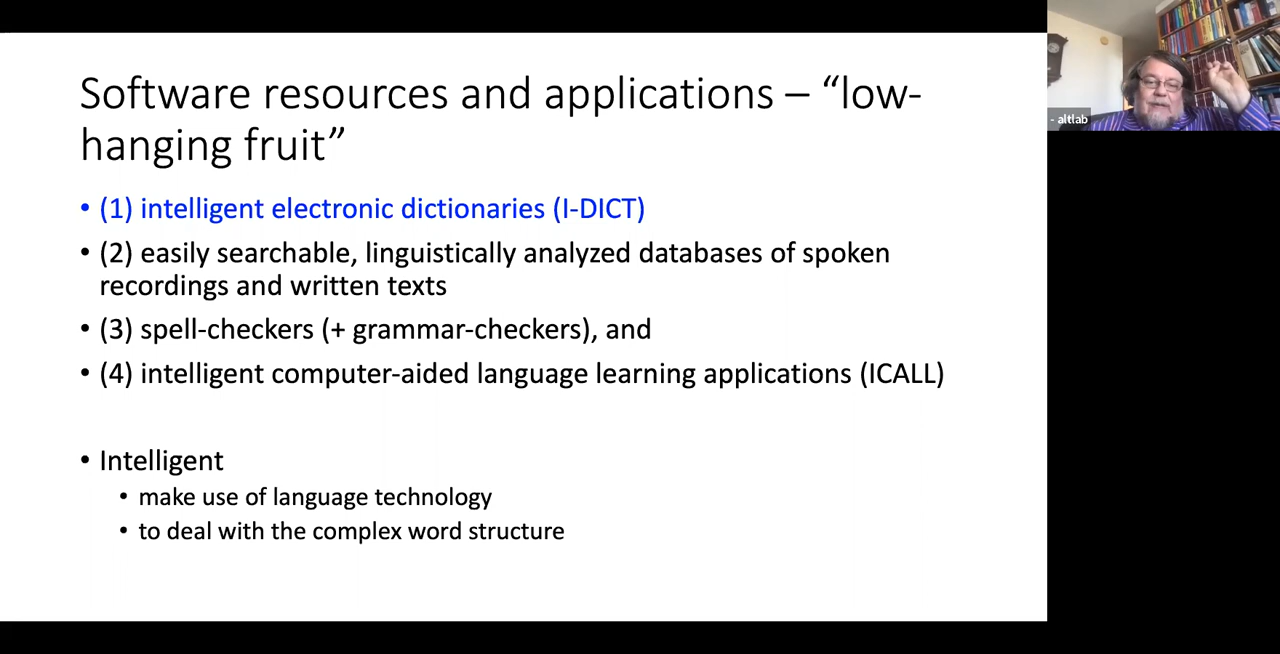 Software resources and applications – “low-
hanging fruit”
• (1) intelligent electronic dictionaries (I-DICT)
• (2) easily searchable, linguistically analyzed databases of spoken
recordings and written texts
• (3) spell-checkers (+ grammar-checkers), and
• (4) intelligent computer-aided language learning applications (ICALL)
• Intelligent
• make use of language technology
• to deal with the complex word structure
- altlab